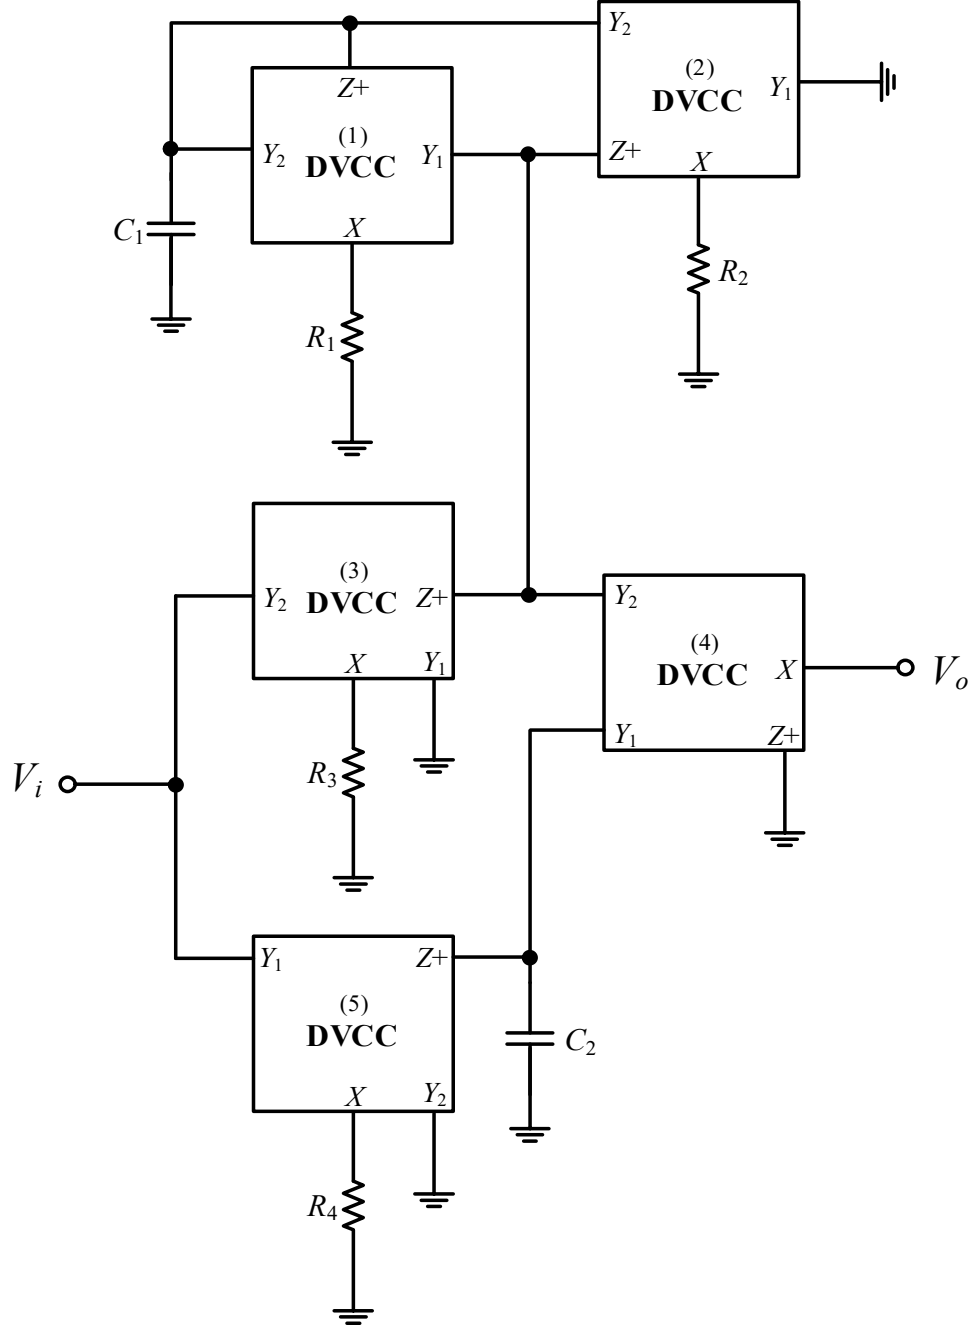 Y₂
(2)
DVCC
Y₁
Z+
X
Z+
(1)
DVCC
Y₂
Y₁
X
C₁
R₂
R₁
(3)
DVCC
Y₂
Z+
X
Y₁
R₃
Y₂
(4)
DVCC
X
Y₁
Z+
Vₒ
Vᵢ
Y₁
Z+
(5)
DVCC
X
Y₂
C₂
R₄